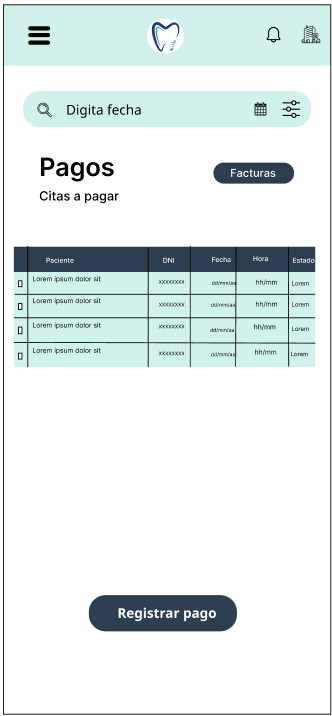 Digita fecha
Pagos
Facturas
Citas a pagar
Paciente DNI Fecha Hora Estado
Lorem ipsum dolor sit xxxxxxxx dd/mm/aa hh/mm Lorem
Lorem ipsum dolor sit xxxxxxxx dd/mm/aa hh/mm Lorem
Lorem ipsum dolor sit xxxxxxxx dd/mm/aa hh/mm Lorem
Lorem ipsum dolor sit xxxxxxxx dd/mm/aa hh/mm Lorem
Registrar pago